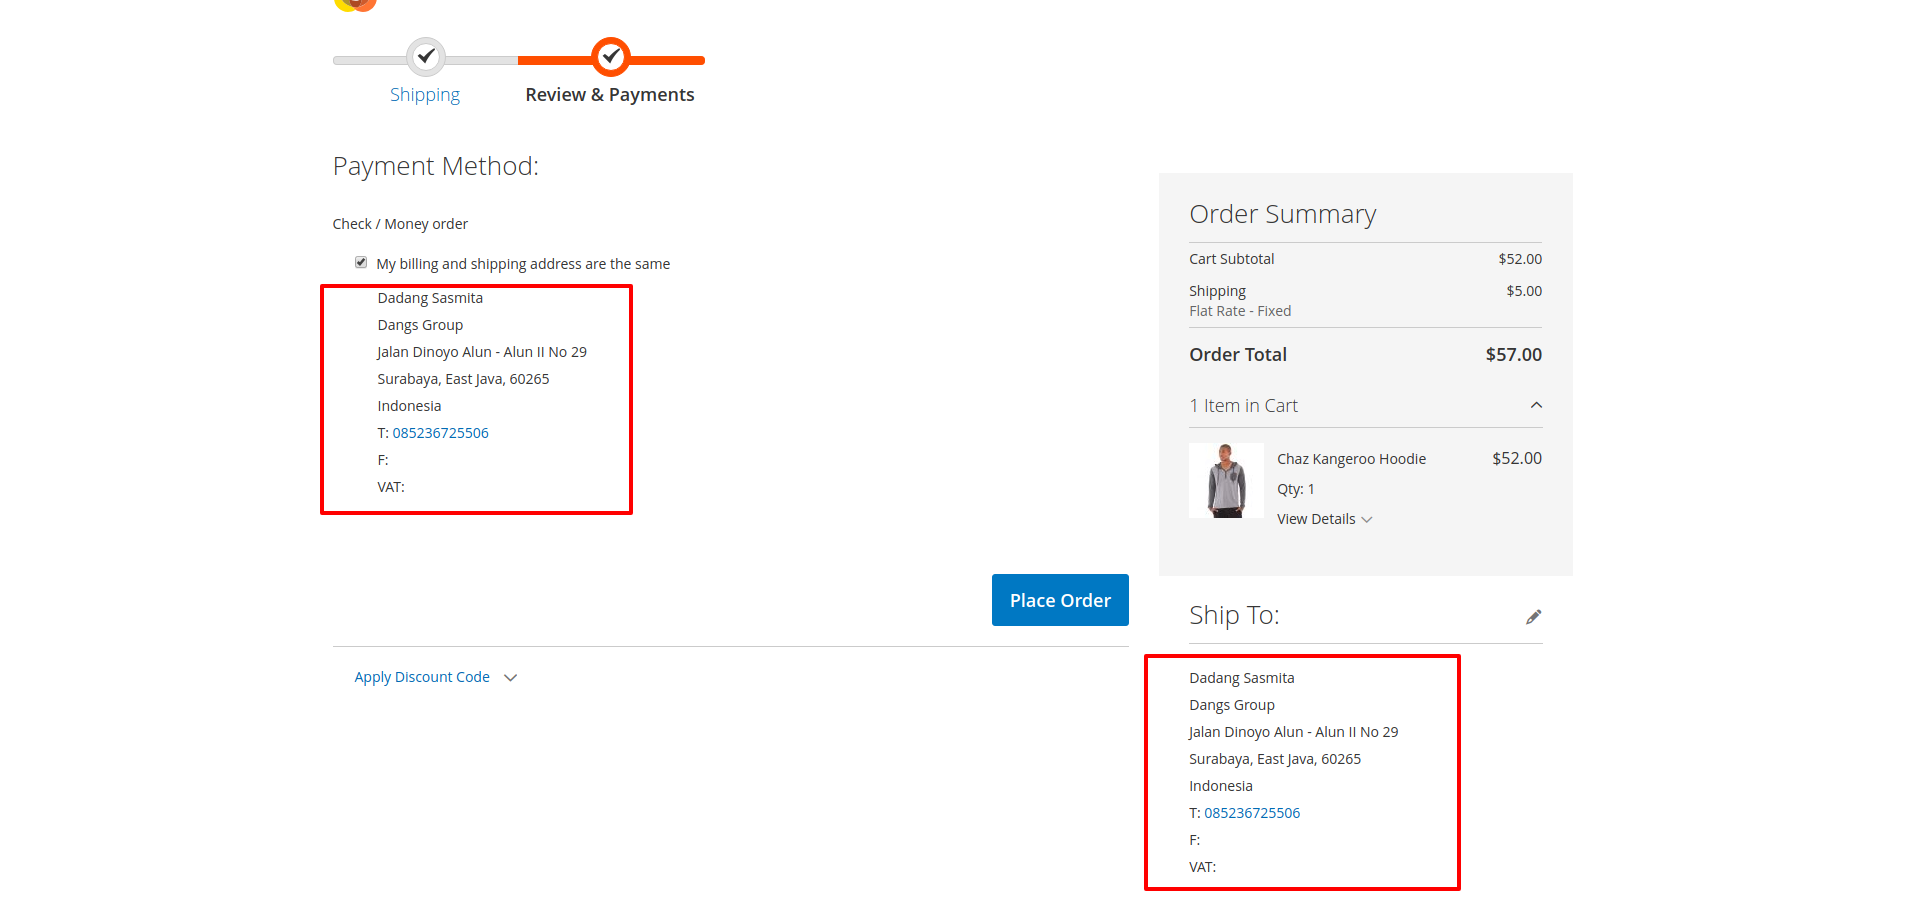 Shipping
Review & Payments
Payment Method:
Check / Money order
My billing and shipping address are the same
Dadang Sasmita
Dangs Group
Jalan Dinoyo Alun - Alun II No 29
Surabaya, East Java, 60265
Indonesia
T: 085236725506
F:
VAT:
Place Order
Apply Discount Code
Order Summary
Cart Subtotal $52.00
Shipping $5.00
Flat Rate - Fixed
Order Total $57.00
1 Item in Cart
Chaz Kangeroo Hoodie $52.00
Qty: 1
View Details
Ship To:
Dadang Sasmita
Dangs Group
Jalan Dinoyo Alun - Alun II No 29
Surabaya, East Java, 60265
Indonesia
T: 085236725506
F:
VAT: